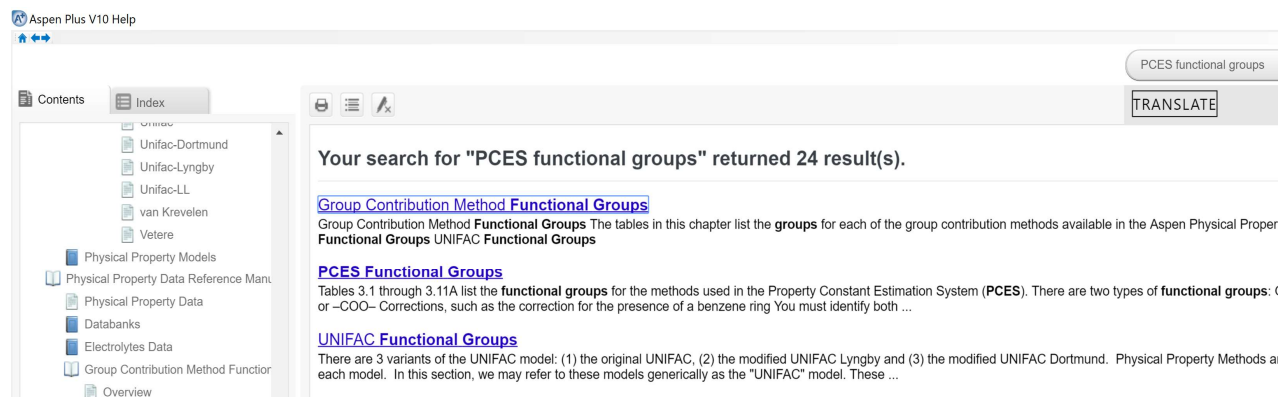 Aspen Plus V10 Help
PCES functional groups
Contents
Index
TRANSLATE
Unifac
Unifac-Dortmund
Unifac-Lyngby
Unifac-LL
van Krevelen
Vetere
Physical Property Models
Physical Property Data Reference Manu
Physical Property Data
Databanks
Electrolytes Data
Group Contribution Method Function
Overview
Your search for "PCES functional groups" returned 24 result(s).
Group Contribution Method Functional Groups
Group Contribution Method Functional Groups The tables in this chapter list the groups for each of the group contribution methods available in the Aspen Physical Proper
Functional Groups UNIFAC Functional Groups
PCES Functional Groups
Tables 3.1 through 3.11A list the functional groups for the methods used in the Property Constant Estimation System (PCES). There are two types of functional groups:
or –COO– Corrections, such as the correction for the presence of a benzene ring You must identify both ...
UNIFAC Functional Groups
There are 3 variants of the UNIFAC model: (1) the original UNIFAC, (2) the modified UNIFAC Lyngby and (3) the modified UNIFAC Dortmund. Physical Property Methods a
each model. In this section, we may refer to these models generically as the "UNIFAC" model. These ...